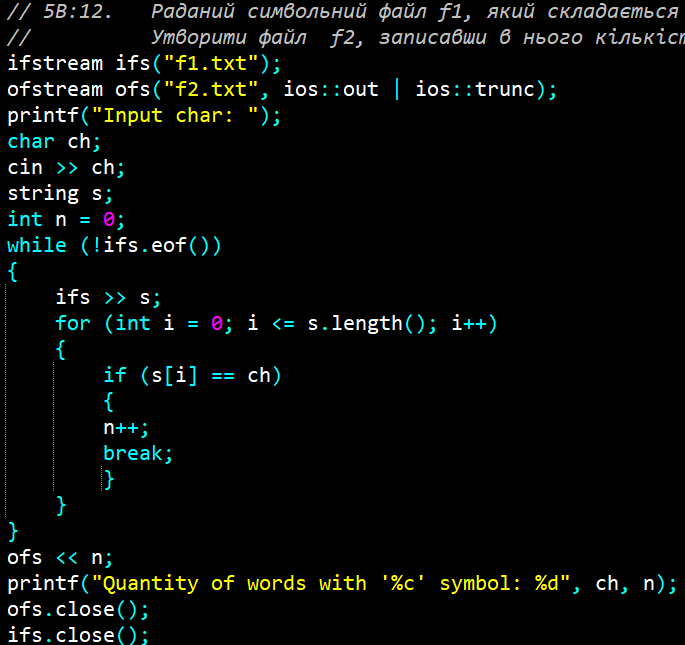 // 5В:12.   Раданий символьний файл f1, який складається
//          Утворити файл  f2, записавши в нього
ifstream ifs("f1.txt");
ofstream ofs("f2.txt", ios::out | ios::trunc);
printf("Input char: ");
char ch;
cin >> ch;
string s;
int n = 0;
while (!ifs.eof())
{
    ifs >> s;
    for (int i = 0; i <= s.length(); i++)
    {
        if (s[i] == ch)
        {
        n++;
        break;
        }
    }
}
ofs << n;
printf("Quantity of words with '%c' symbol: %d", ch, n);
ofs.close();
ifs.close();